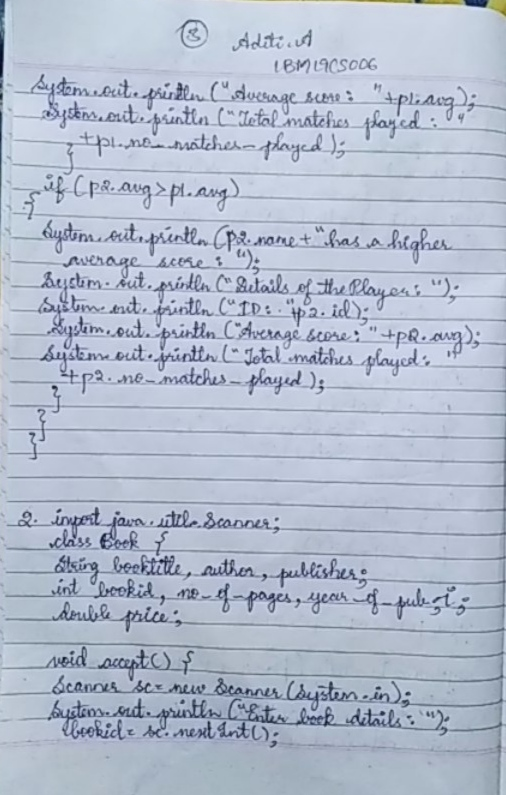 3
Aditi.A
1BM19CS006
System.out.println ("Average score: "+p1.avg);
System.out.println ("Total matches played : "
+p1.no_matches_played);
}
if (p2.avg>p1.avg)
{
System.out.println (p2.name+"has a higher
average score : ");
System.out.println ("Details of the Player: ");
System.out.println ("ID: "+p2.id);
System.out.println ("Average score: "+p2.avg);
System.out.println ("Total matches played: "
+p2.no_matches_played);
}
}
}
2. import java.util.Scanner;
class Book {
String booktitle, author, publisher;
int bookid, no_of_pages, year_of_pub, i;
double price;
void accept() {
Scanner sc=new Scanner (System.in);
System.out.println ("Enter book details: ");
bookid= sc.nextInt();